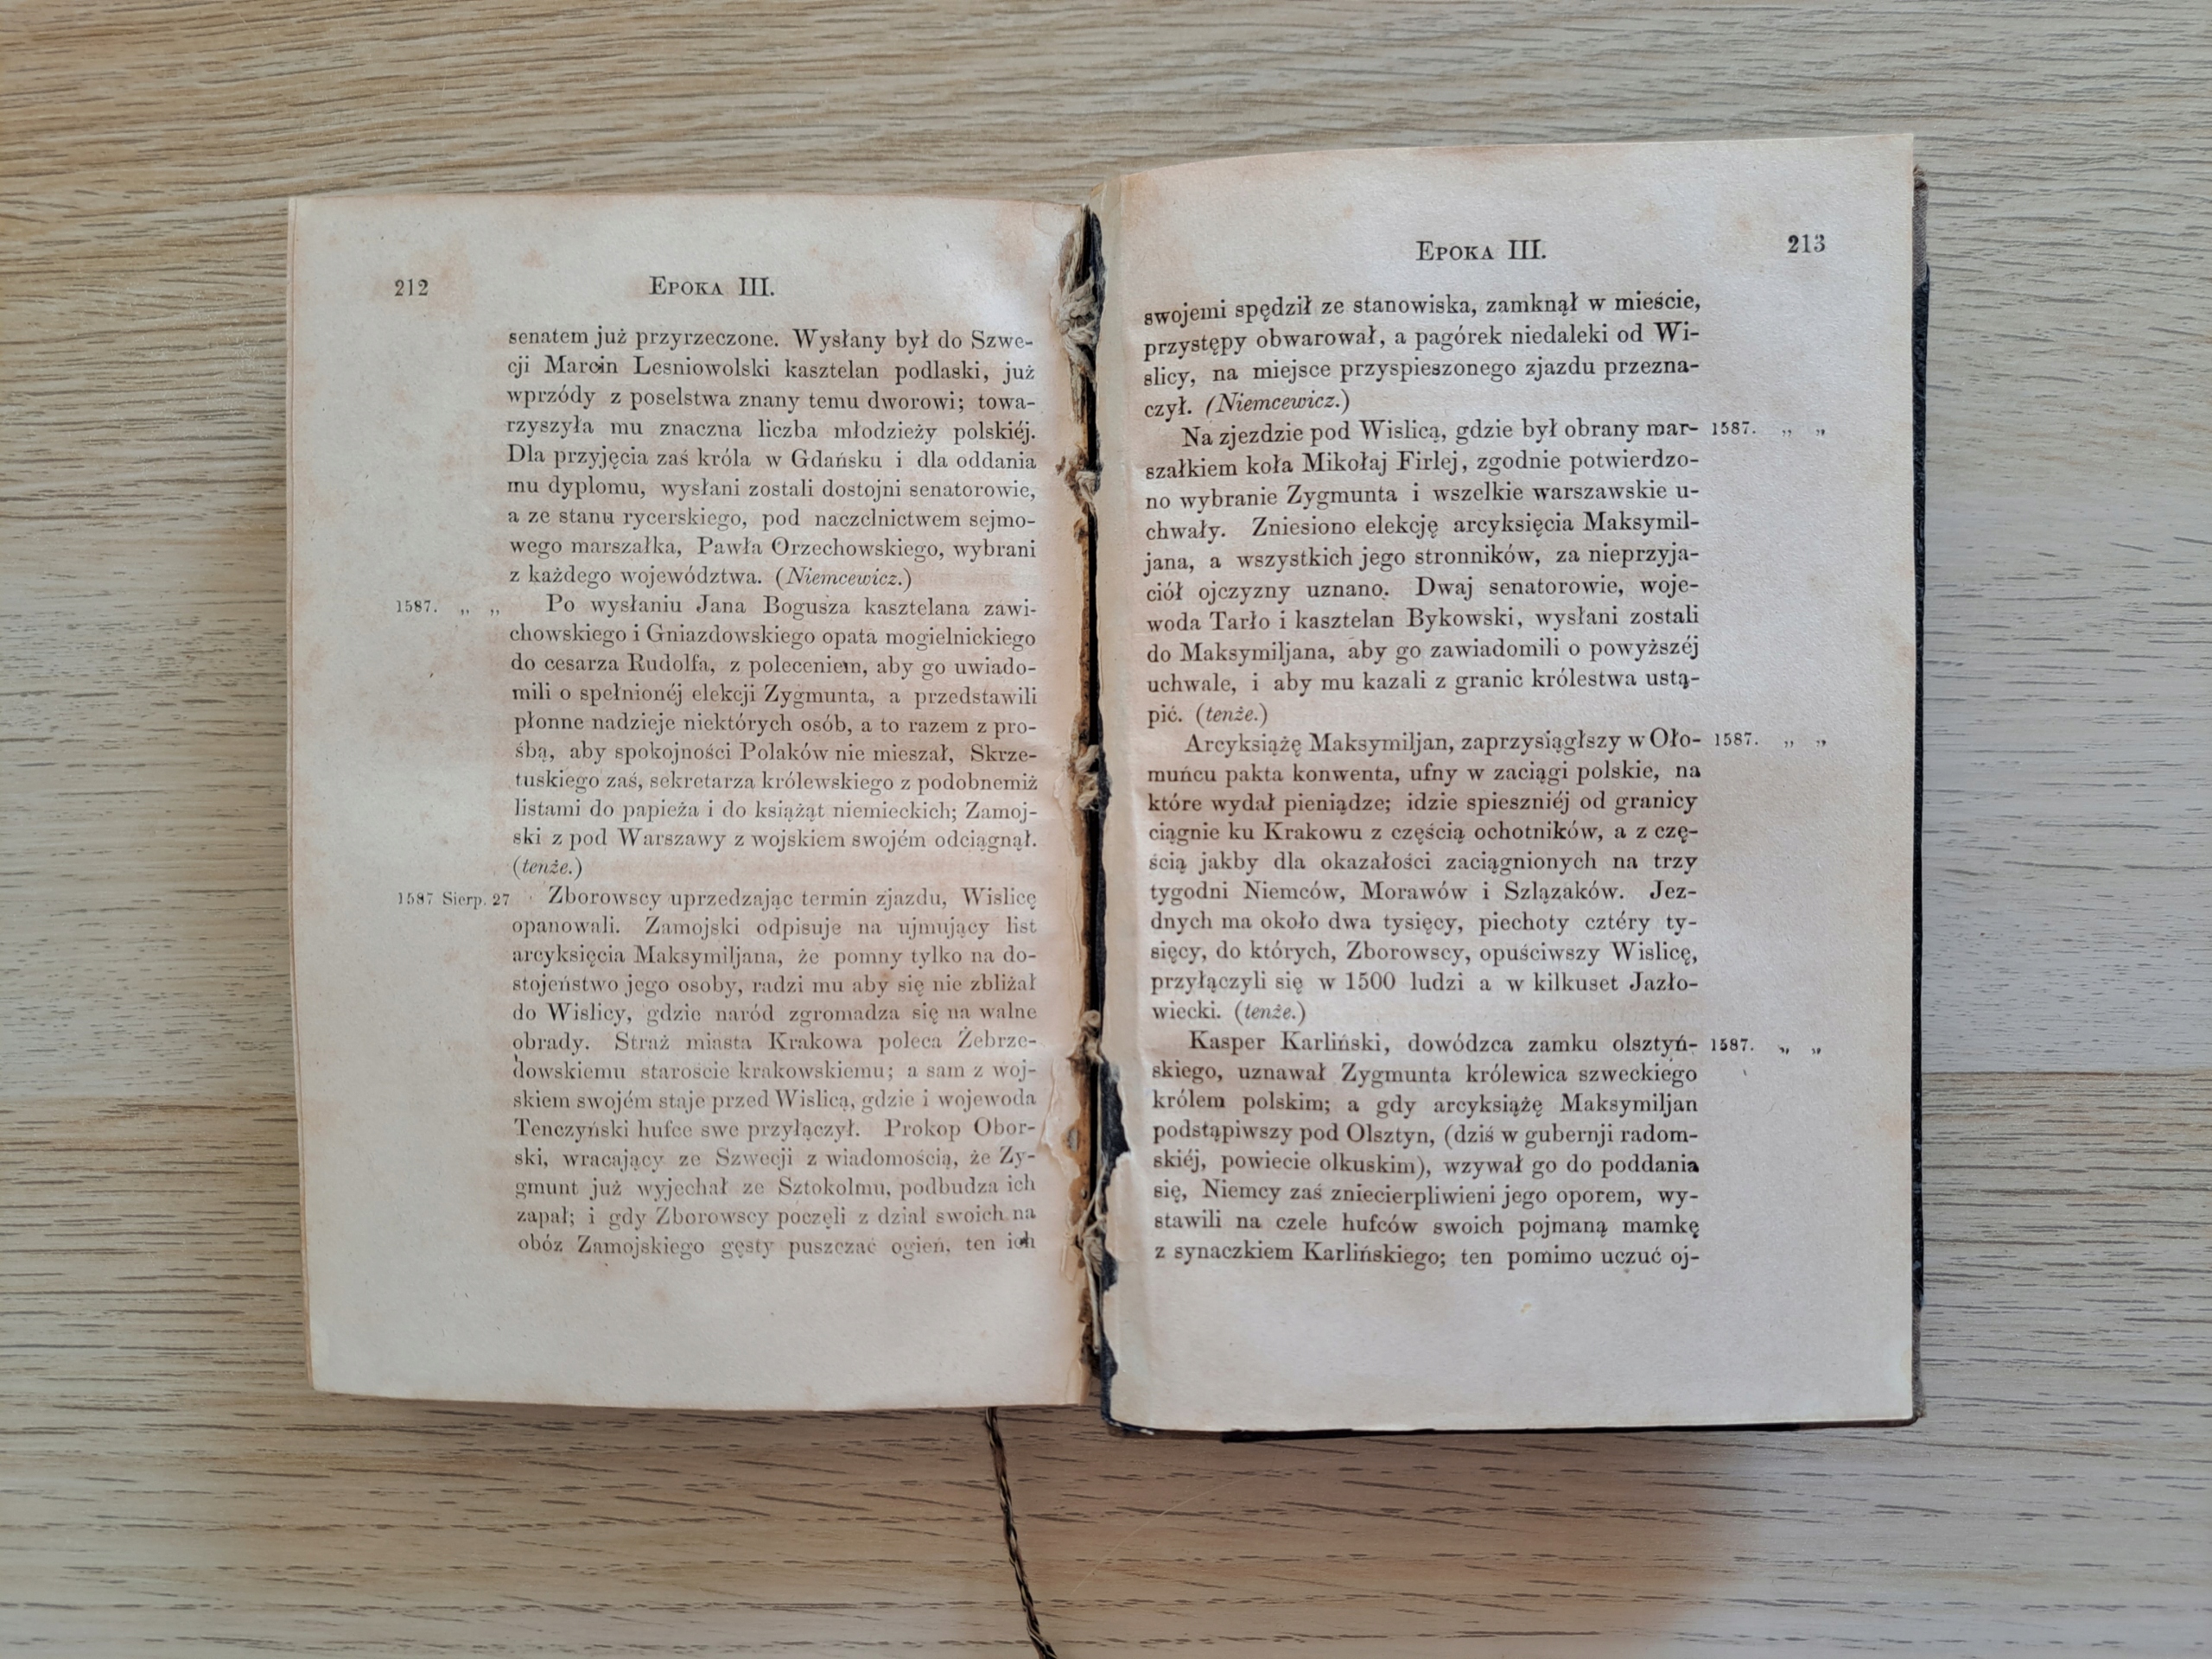 212 EPOKA III.
senatem już przyrzeczone. Wysłany był do Szwe-
cji Marcin Lesniowolski kasztelan podlaski, już
wprzódy z poselstwa znany temu dworowi; towa-
rzyszyła mu znaczna liczba młodzieży polskiéj.
Dla przyjęcia zaś króla w Gdańsku i dla oddania
mu dyplomu, wysłani zostali dostojni senatorowie,
a ze stanu rycerskiego, pod naczelnictwem sejmo-
wego marszałka, Pawła Orzechowskiego, wybrani
z każdego województwa. (Niemcewicz.)
1587. „ „ Po wysłaniu Jana Bogusza kasztelana zawi-
chowskiego i Gniazdowskiego opata mogielnickiego
do cesarza Rudolfa, z poleceniem, aby go uwiado-
mili o spełnionéj elekcji Zygmunta, a przedstawili
płonne nadzieje niektórych osób, a to razem z pro-
śbą, aby spokojności Polaków nie mieszał, Skrze-
tuskiego zaś, sekretarza królewskiego z podobnemiż
listami do papieża i do książąt niemieckich; Zamoj-
ski z pod Warszawy z wojskiem swojém odciągnął.
(tenże.)
1587 Sierp. 27 Zborowscy uprzedzając termin zjazdu, Wislicę
opanowali. Zamojski odpisuje na ujmujący list
arcyksięcia Maksymiljana, że pomny tylko na do-
stojeństwo jego osoby, radzi mu aby się nie zbliżał
do Wislicy, gdzie naród zgromadza się na walne
obrady. Straż miasta Krakowa poleca Żebrze-
dowskiemu staroście krakowskiemu; a sam z woj-
skiem swojém staje przed Wislicą, gdzie i wojewoda
Tenczyński hufce swe przyłączył. Prokop Obor-
ski, wracający ze Szwecji z wiadomością, że Zy-
gmunt już wyjechał ze Sztokolmu, podbudza ich
zapał; i gdy Zborowscy poczęli z dział swoich na
obóz Zamojskiego gęsty puszczać ogień, ten ich
EPOKA III. 213
swojemi spędził ze stanowiska, zamknął w mieście,
przystępy obwarował, a pagórek niedaleki od Wi-
slicy, na miejsce przyspieszonego zjazdu przezna-
czył. (Niemcewicz.)
Na zjezdzie pod Wislicą, gdzie był obrany mar- 1587. „ „
szałkiem koła Mikołaj Firlej, zgodnie potwierdzo-
no wybranie Zygmunta i wszelkie warszawskie u-
chwały. Zniesiono elekcję arcyksięcia Maksymil-
jana, a wszystkich jego stronników, za nieprzyja-
ciół ojczyzny uznano. Dwaj senatorowie, woje-
woda Tarło i kasztelan Bykowski, wysłani zostali
do Maksymiljana, aby go zawiadomili o powyższéj
uchwale, i aby mu kazali z granic królestwa ustą-
pić. (tenże.)
Arcyksiążę Maksymiljan, zaprzysiągłszy w Oło- 1587. „ „
muńcu pakta konwenta, ufny w zaciągi polskie, na
które wydał pieniądze; idzie spieszniéj od granicy
ciągnie ku Krakowu z częścią ochotników, a z czę-
ścią jakby dla okazałości zaciągnionych na trzy
tygodni Niemców, Morawów i Szlązaków. Jez-
dnych ma około dwa tysięcy, piechoty cztéry ty-
sięcy, do których, Zborowscy, opuściwszy Wislicę,
przyłączyli się w 1500 ludzi a w kilkuset Jazło-
wiecki. (tenże.)
Kasper Karliński, dowódzca zamku olsztyń- 1587. „ „
skiego, uznawał Zygmunta królewica szweckiego
królem polskim; a gdy arcyksiążę Maksymiljan
podstąpiwszy pod Olsztyn, (dziś w gubernji radom-
skiéj, powiecie olkuskim), wzywał go do poddania
się, Niemcy zaś zniecierpliwieni jego oporem, wy-
stawili na czele hufców swoich pojmaną mamkę
z synaczkiem Karlińskiego; ten pomimo uczuć oj-